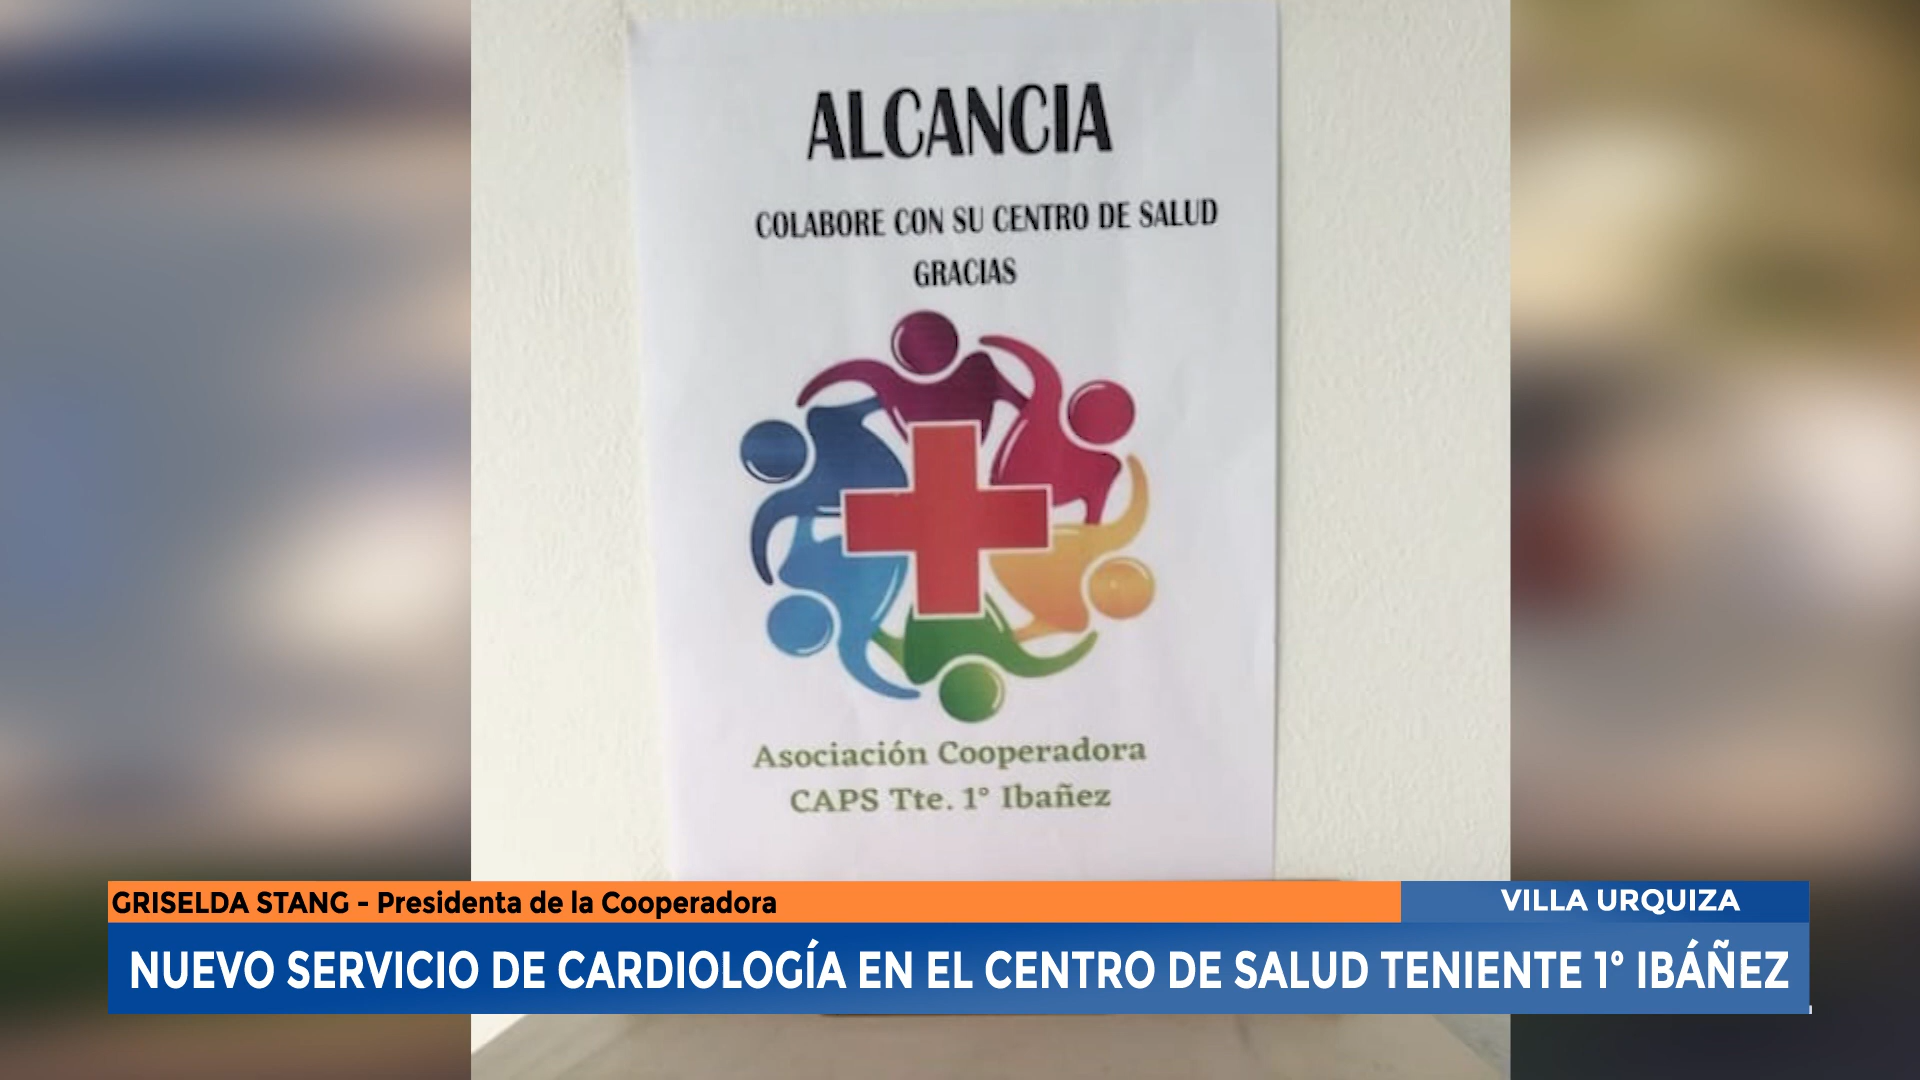 ALCANCIA
COLABORE CON SU CENTRO DE SALUD
GRACIAS
Asociación Cooperadora
CAPS Tte. 1° Ibañez
GRISELDA STANG - Presidenta de la Cooperadora
VILLA URQUIZA
NUEVO SERVICIO DE CARDIOLOGÍA EN EL CENTRO DE SALUD TENIENTE 1° IBÁÑEZ